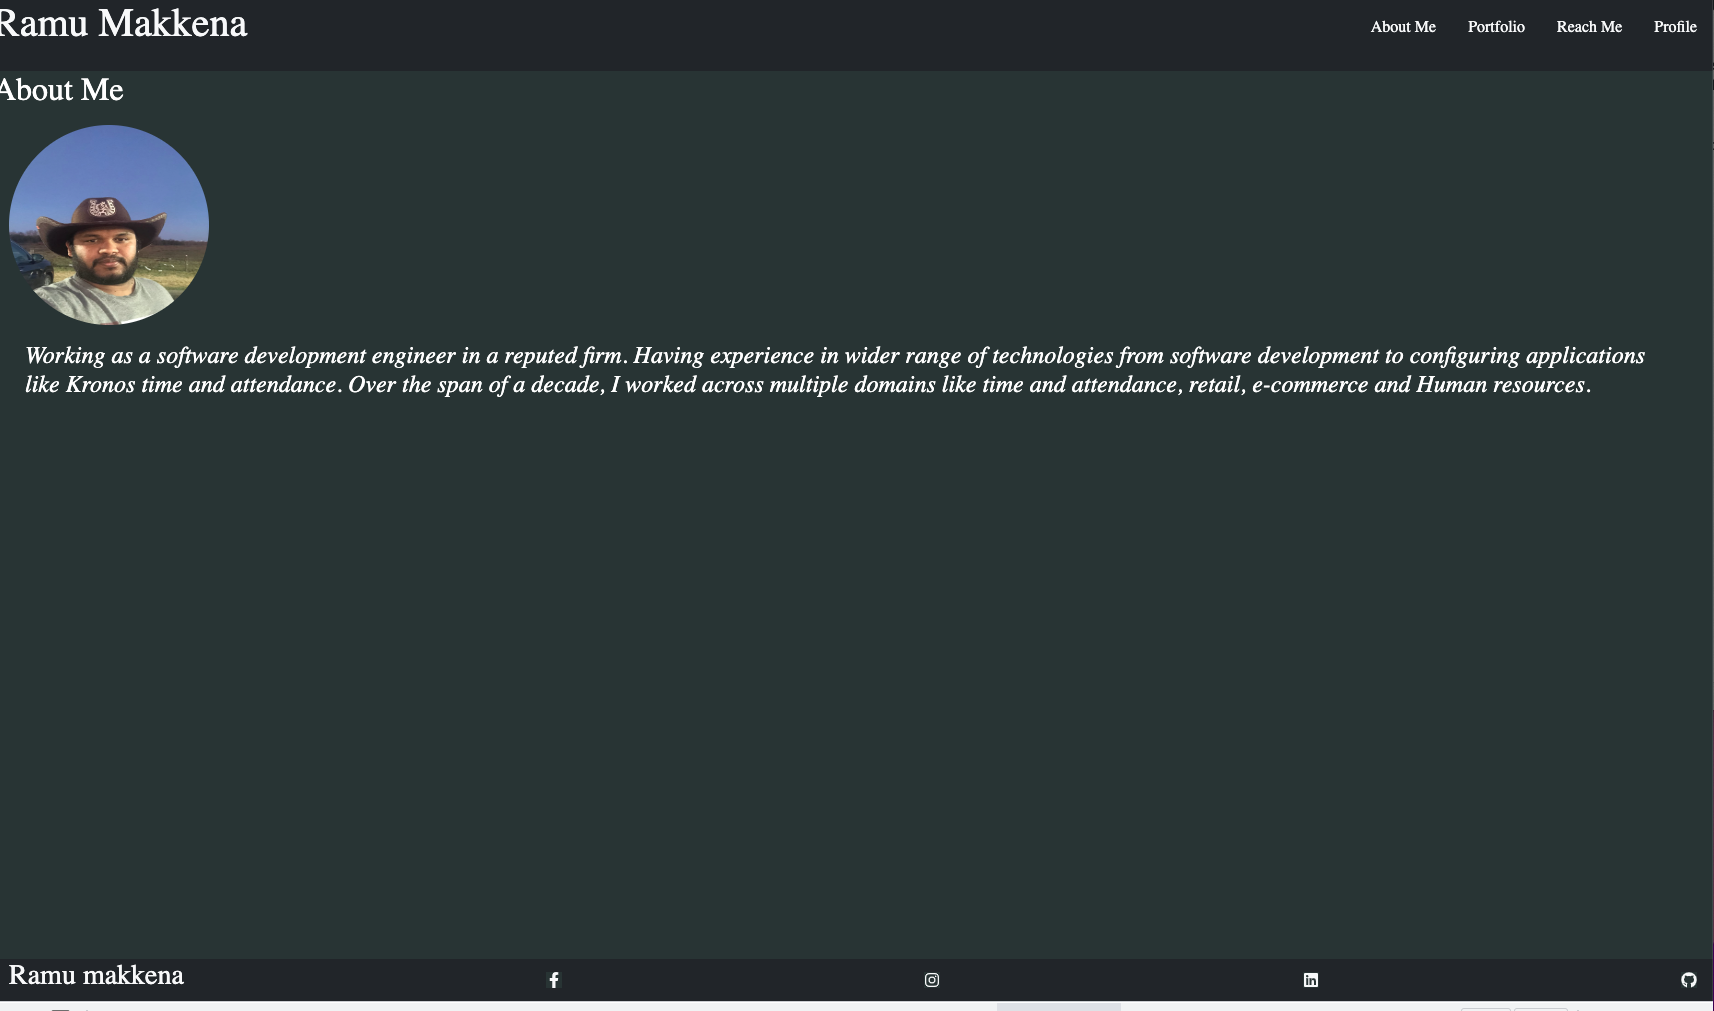 Ramu Makkena
About Me
Portfolio
Reach Me
Profile
About Me
Working as a software development engineer in a reputed firm. Having experience in wider range of technologies from software development to configuring applications
like Kronos time and attendance. Over the span of a decade, I worked across multiple domains like time and attendance, retail, e-commerce and Human resources.
Ramu makkena